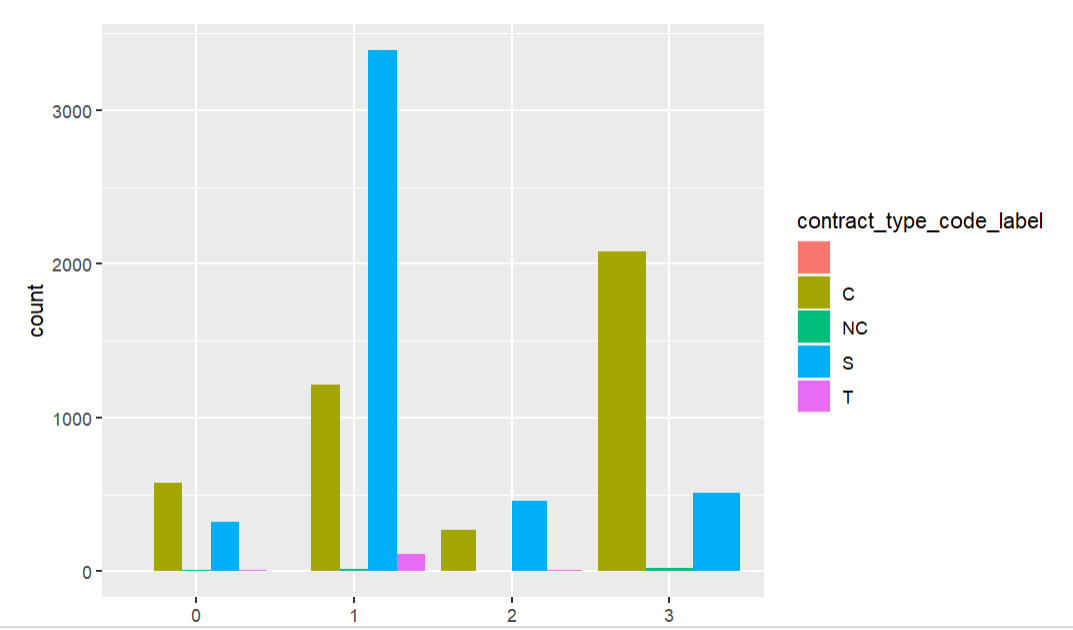 3000
2000
1000
0
count
0 1 2 3
contract_type_code_label
C
NC
S
T